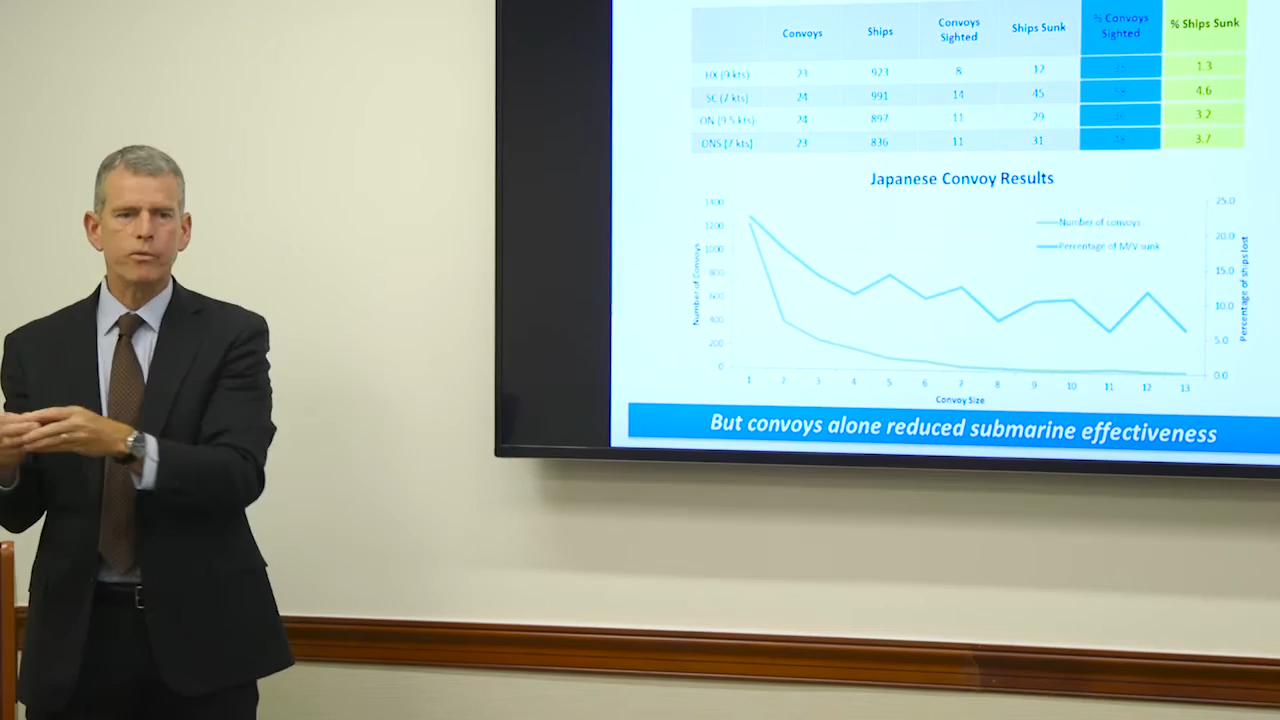 Convoys Ships Convoys Sighted Ships Sunk % Convoys Sighted % Ships Sunk
HX (9 kts) 23 923 8 12 1.3
SC (7 kts) 24 991 14 45 4.6
ON (9.5 kts) 24 897 11 29 3.2
ONS (7 kts) 23 836 11 31 3.7
Japanese Convoy Results
1400
1200
1000
800
600
400
200
0
Number of Convoys
Number of convoys
Percentage of M/V sunk
25.0
20.0
15.0
10.0
5.0
0.0
Percentage of ships lost
1 2 3 4 5 6 7 8 9 10 11 12 13
Convoy Size
But convoys alone reduced submarine effectiveness